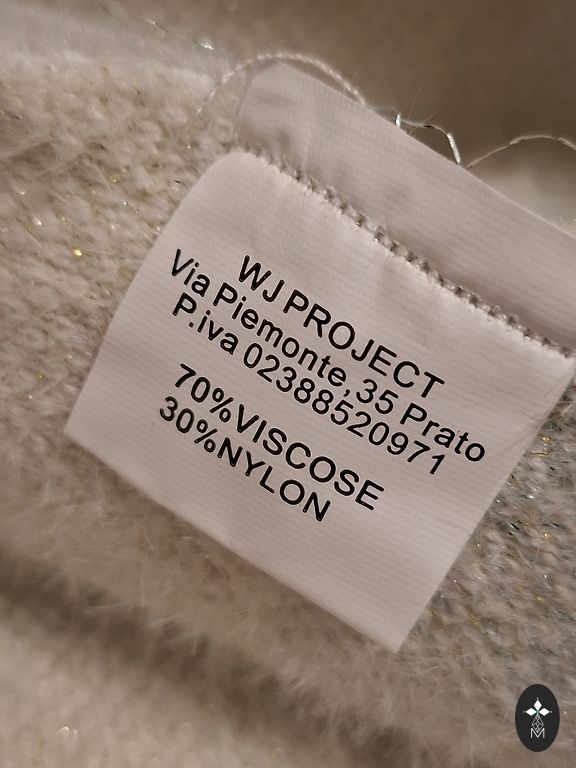 WJ PROJECT
Via Piemonte,35 Prato
P.iva 02388520971
70%VISCOSE
30%NYLON
M